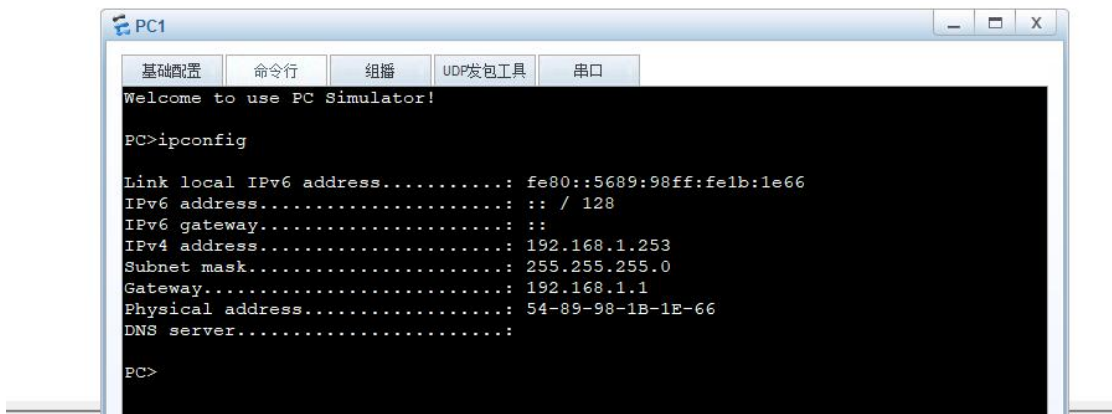 PC1
基础配置 命令行 组播 UDP发包工具 串口
Welcome to use PC Simulator!
PC>ipconfig
Link local IPv6 address...........: fe80::5689:98ff:fe1b:1e66
IPv6 address......................: :: / 128
IPv6 gateway......................: ::
IPv4 address......................: 192.168.1.253
Subnet mask.......................: 255.255.255.0
Gateway...........................: 192.168.1.1
Physical address..................: 54-89-98-1B-1E-66
DNS server........................:
PC>